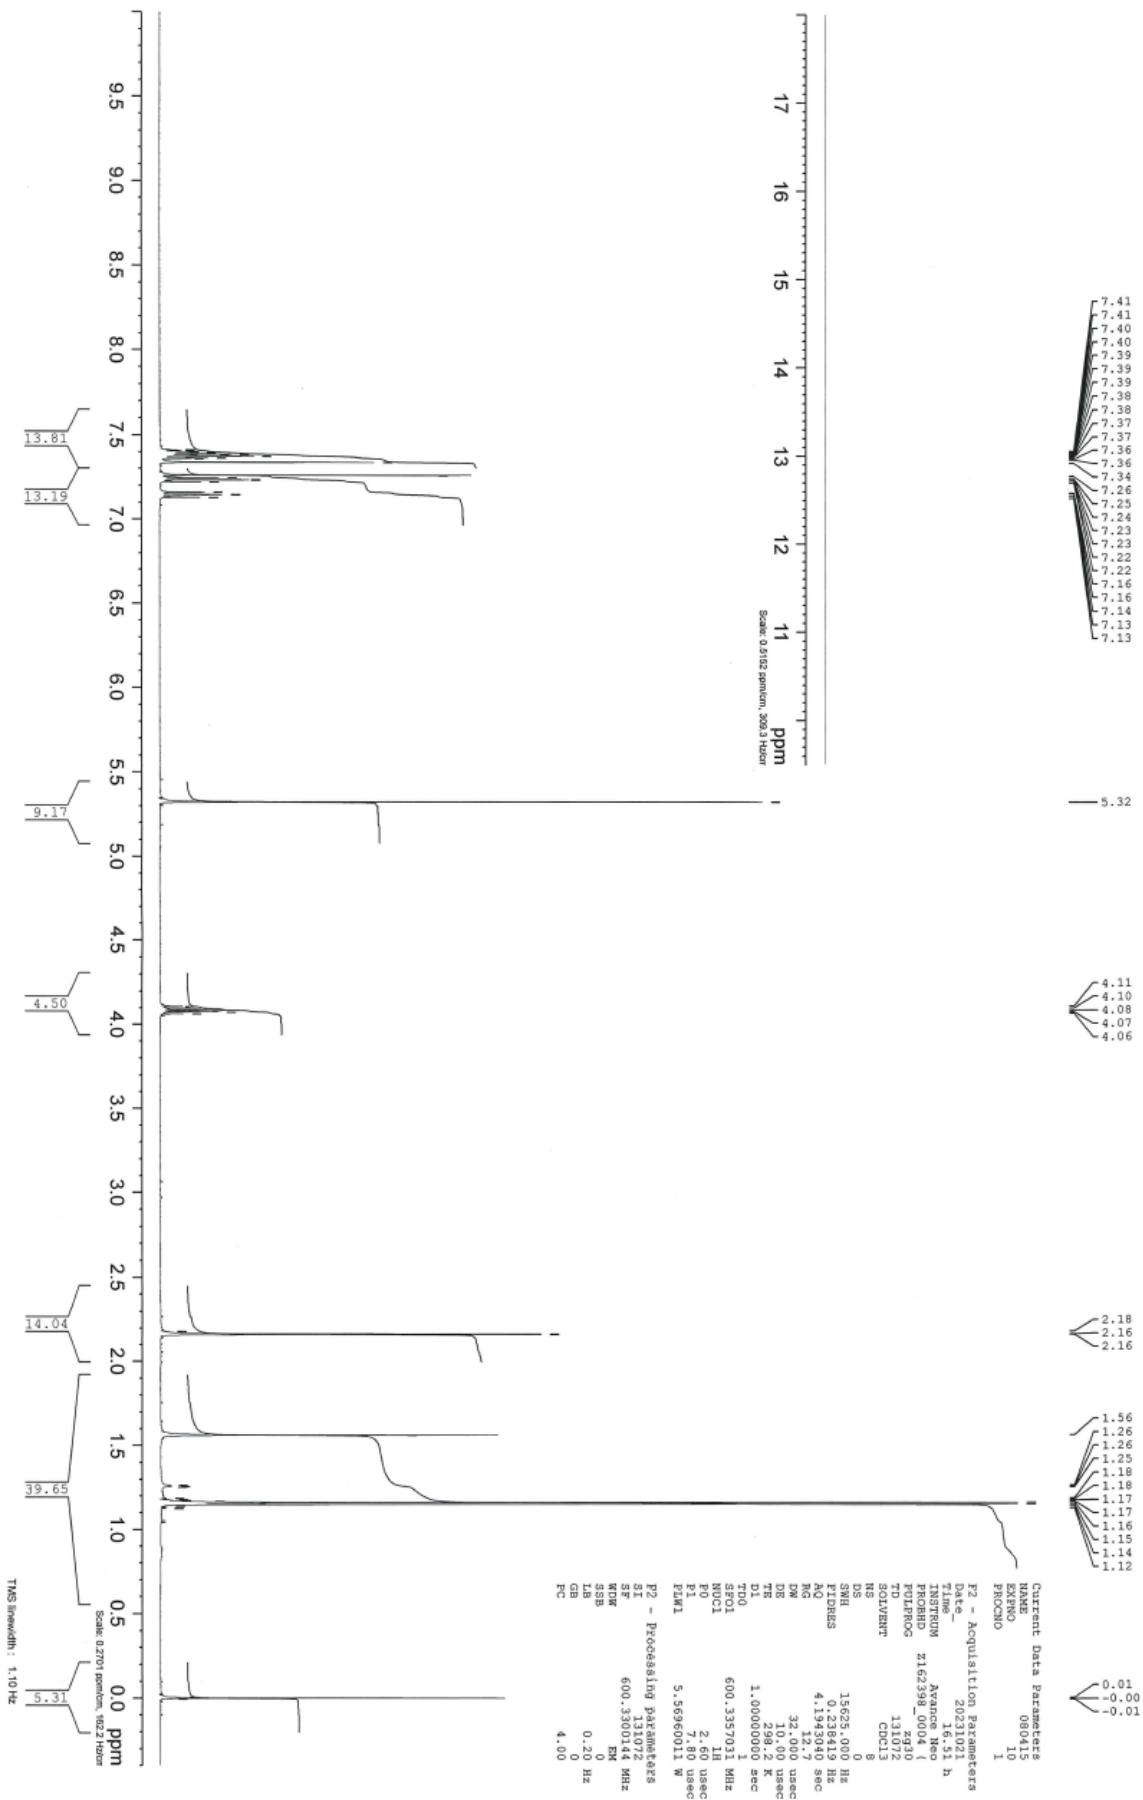 7.41
7.41
7.40
7.40
7.39
7.39
7.39
7.38
7.38
7.37
7.37
7.36
7.36
7.34
7.26
7.25
7.24
7.23
7.23
7.22
7.22
7.16
7.16
7.14
7.13
7.13
5.32
4.11
4.10
4.08
4.07
4.06
2.18
2.16
2.16
1.56
1.26
1.26
1.25
1.18
1.18
1.17
1.17
1.16
1.15
1.14
1.12
0.01
-0.00
-0.01
Current Data Parameters
NAME 080415
EXPNO 10
PROCNO 1
F2 - Acquisition Parameters
Date_ 20231021
Time 16.51 h
INSTRUM Avance Neo
PROBHD Z162398_0004 (
PULPROG zg30
TD 131072
SOLVENT CDCl3
NS 8
DS 0
SWH 15625.000 Hz
FIDRES 0.238419 Hz
AQ 4.1943040 sec
RG 12.7
DW 32.000 usec
DE 10.00 usec
TE 298.2 K
D1 1.00000000 sec
TD0 1
SFO1 600.3357031 MHz
NUC1 1H
P0 2.60 usec
P1 7.80 usec
PLW1 5.56960011 W
F2 - Processing parameters
SI 131072
SF 600.3300144 MHz
WDW EM
SSB 0
LB 0.20 Hz
GB 0
PC 4.00
17 16 15 14 13 12 11 ppm
Scale: 0.5152 ppm/cm, 309.3 Hz/cm
9.5 9.0 8.5 8.0 7.5 7.0 6.5 6.0 5.5 5.0 4.5 4.0 3.5 3.0 2.5 2.0 1.5 1.0 0.5 0.0 ppm
Scale: 0.2701 ppm/cm, 162.2 Hz/cm
13.81
13.19
9.17
4.50
14.04
39.65
5.31
TMS linewidth : 1.10 Hz